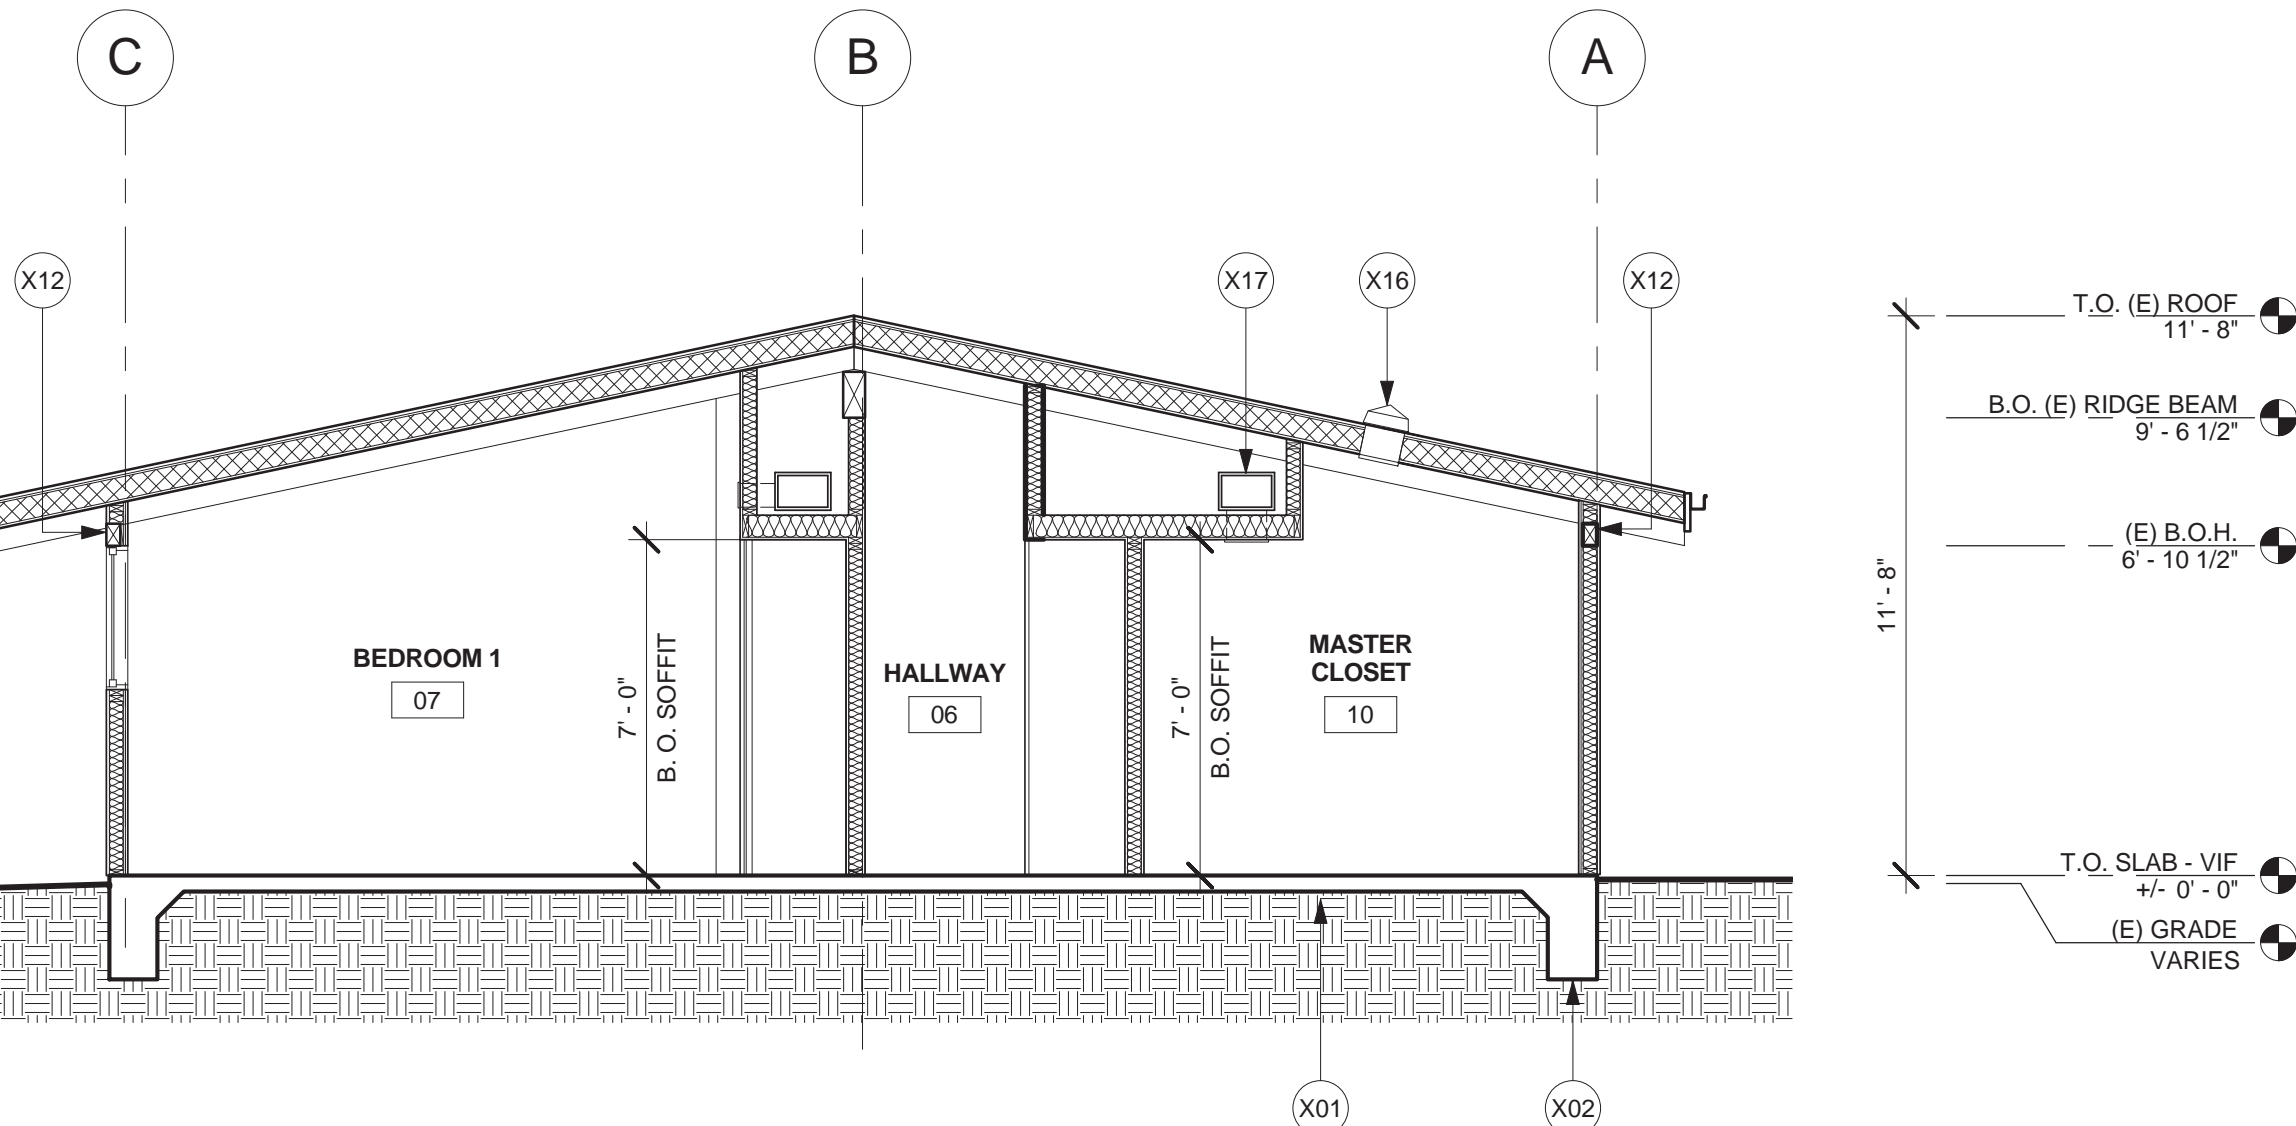 C
B
A
X12
X17
X16
X12
T.O. (E) ROOF
11' - 8"
B.O. (E) RIDGE BEAM
9' - 6 1/2"
(E) B.O.H.
6' - 10 1/2"
11' - 8"
BEDROOM 1
07
7' - 0"
B. O. SOFFIT
HALLWAY
06
7' - 0"
B.O. SOFFIT
MASTER
CLOSET
10
T.O. SLAB - VIF
+/- 0' - 0"
(E) GRADE
VARIES
X01
X02